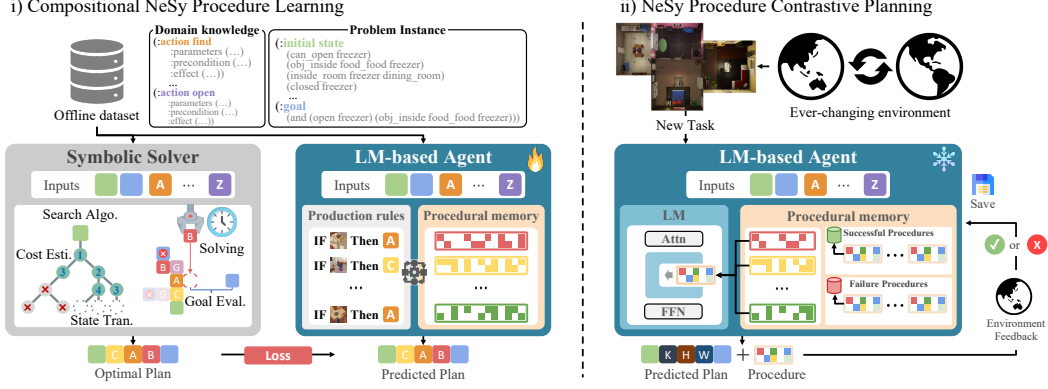 i) Compositional NeSy Procedure Learning
Domain knowledge
(:action find
:parameters (…)
:precondition (…)
:effect (…))
...
(:action open
:parameters (…)
:precondition (…)
:effect (…))
Problem Instance
(:initial state
(can_open freezer)
(obj_inside food_food freezer)
(inside_room freezer dining_room)
(closed freezer)
...
(:goal
(and (open freezer) (obj_inside food_food freezer)))
Offline dataset
Symbolic Solver
Inputs A ... Z
Search Algo.
Cost Esti.
1
3 2
4 3
State Tran.
B
Solving
B G
A
G C
Goal Eval.
C A B
Optimal Plan
Loss
LM-based Agent
Inputs A ... Z
Production rules
IF Then A
IF Then C
...
IF Then A
Procedural memory
...
C A B
Predicted Plan
ii) NeSy Procedure Contrastive Planning
New Task
Ever-changing environment
LM-based Agent
Inputs A ... Z
LM
Attn
FFN
Procedural memory
...
Successful Procedures
...
Failure Procedures
...
Save
or
X
Environment
Feedback
K H W
+
Predicted Plan
Procedure